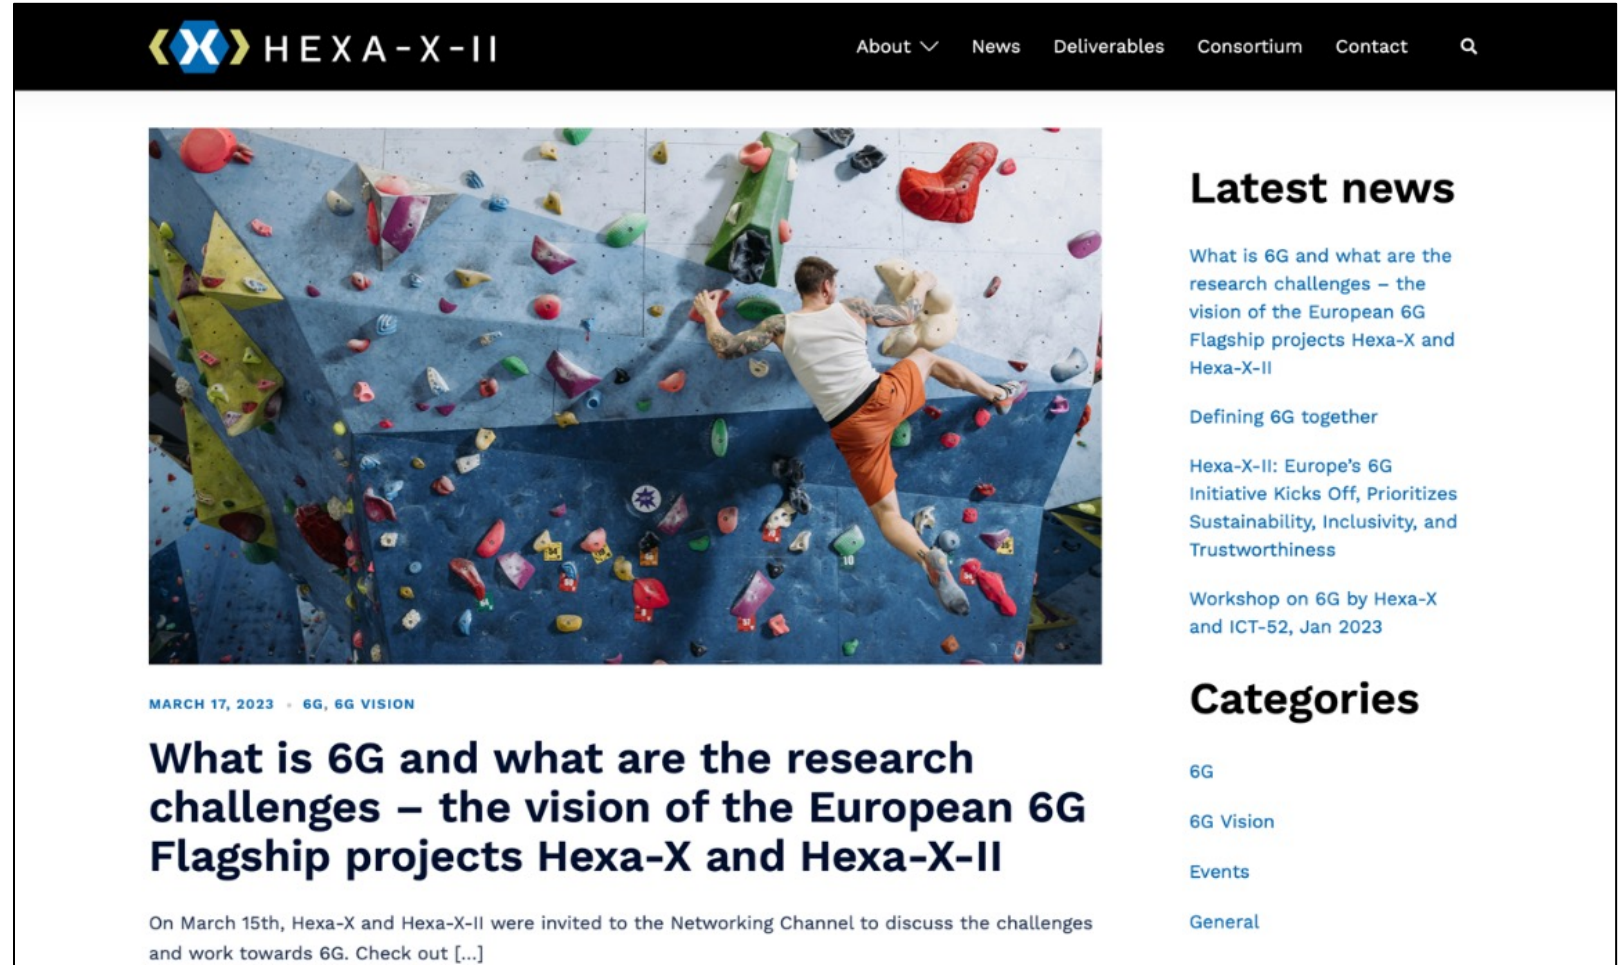 HEXA-X-II
About
News
Deliverables
Consortium
Contact
10
MARCH 17, 2023 • 6G, 6G VISION
What is 6G and what are the research
challenges – the vision of the European 6G
Flagship projects Hexa-X and Hexa-X-II
On March 15th, Hexa-X and Hexa-X-II were invited to the Networking Channel to discuss the challenges
and work towards 6G. Check out [...]
Latest news
What is 6G and what are the
research challenges – the
vision of the European 6G
Flagship projects Hexa-X and
Hexa-X-II
Defining 6G together
Hexa-X-II: Europe's 6G
Initiative Kicks Off, Prioritizes
Sustainability, Inclusivity, and
Trustworthiness
Workshop on 6G by Hexa-X
and ICT-52, Jan 2023
Categories
6G
6G Vision
Events
General